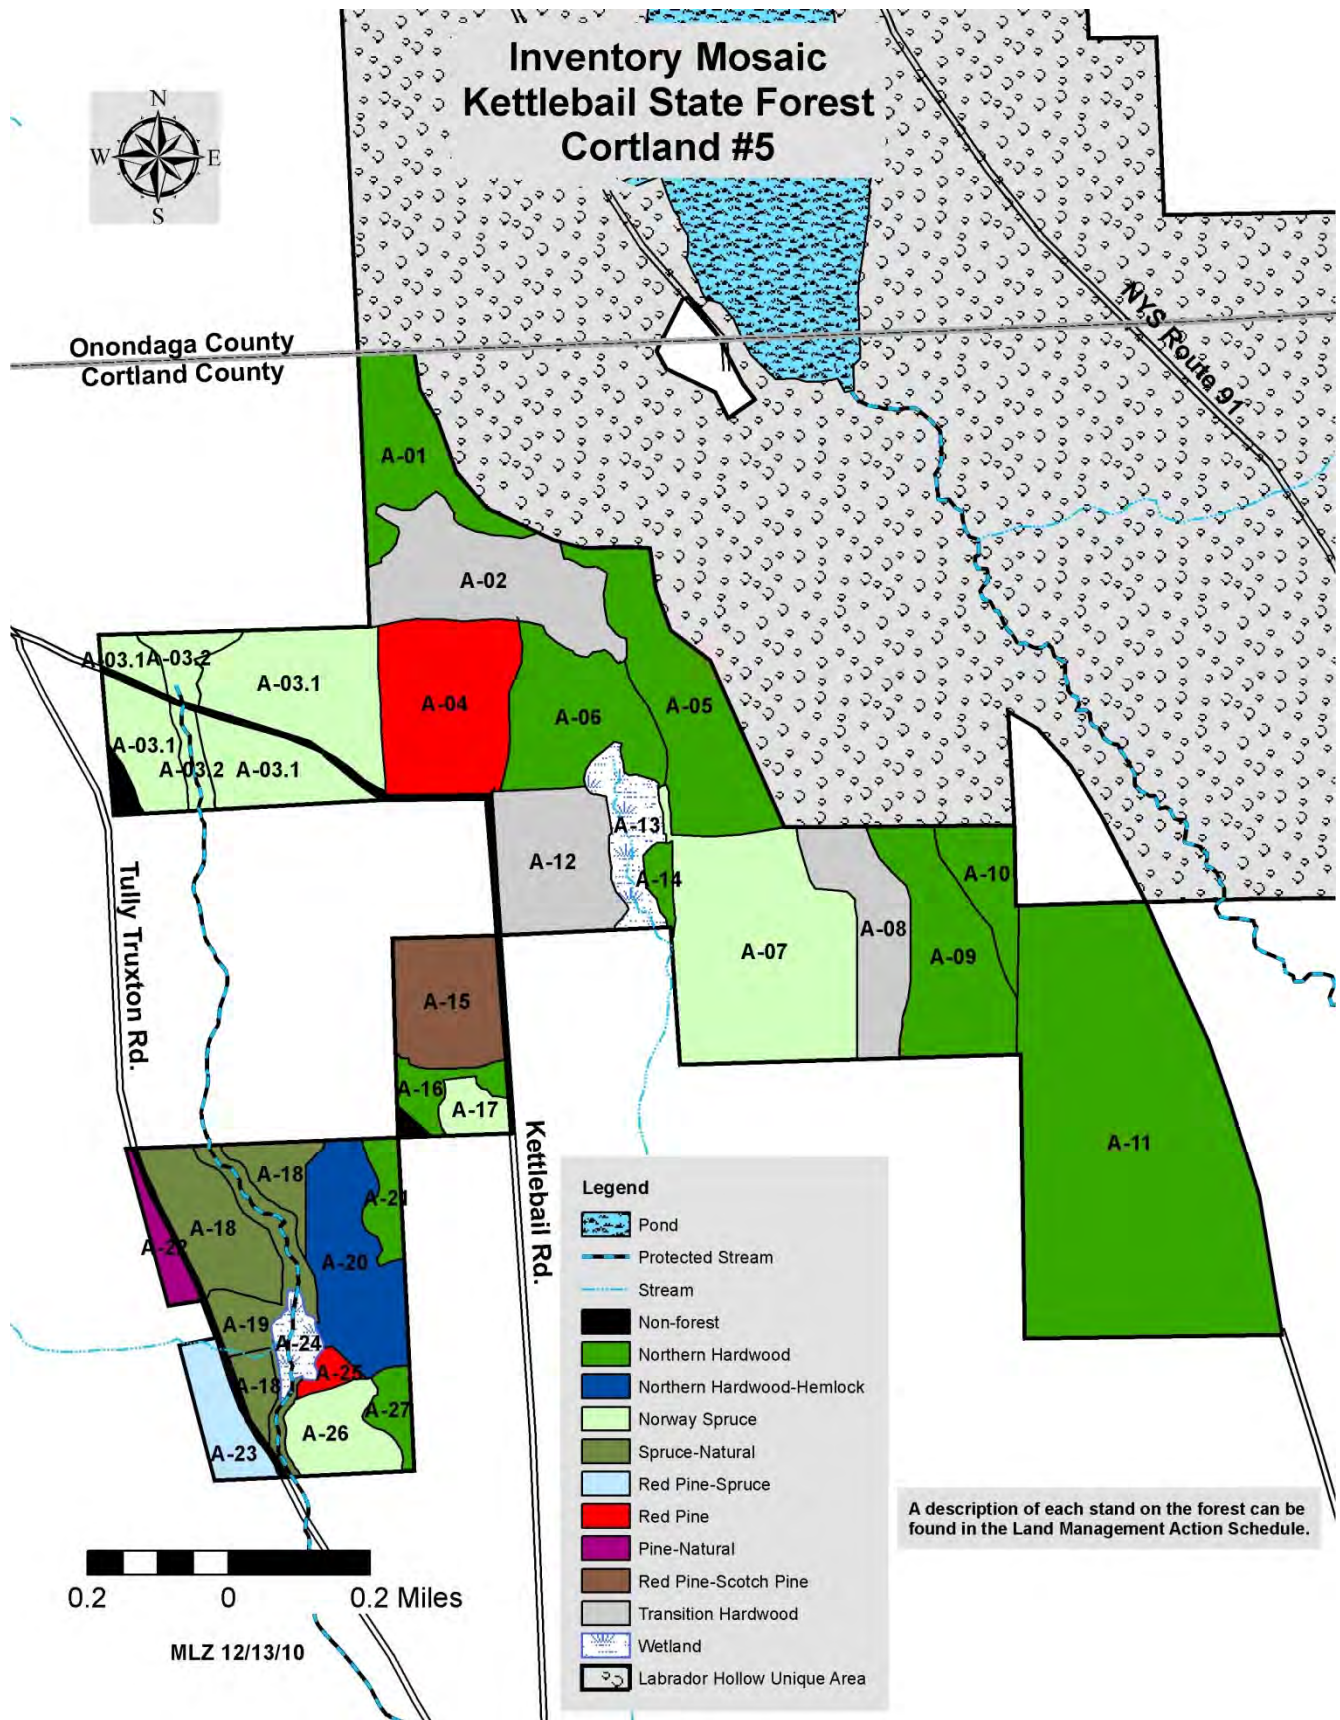 Inventory Mosaic
Kettlebail State Forest
Cortland #5
N
W E
S
NYS Route 91
Onondaga County
Cortland County
A-01
A-02
A-03.1
A-03.2
A-03.1
A-04
A-06
A-05
A-03.1
A-03.2
A-03.1
A-13
A-12
A-14
A-10
A-07
A-08
A-09
Tully Truxton Rd.
A-15
A-16
A-17
Kettlebail Rd.
A-11
A-18
A-21
A-18
A-22
A-20
A-19
A-24
A-18
A-25
A-27
A-26
A-23
Legend
Pond
Protected Stream
Stream
Non-forest
Northern Hardwood
Northern Hardwood-Hemlock
Norway Spruce
Spruce-Natural
Red Pine-Spruce
Red Pine
Pine-Natural
Red Pine-Scotch Pine
Transition Hardwood
Wetland
Labrador Hollow Unique Area
A description of each stand on the forest can be
found in the Land Management Action Schedule.
0.2 0 0.2 Miles
MLZ 12/13/10